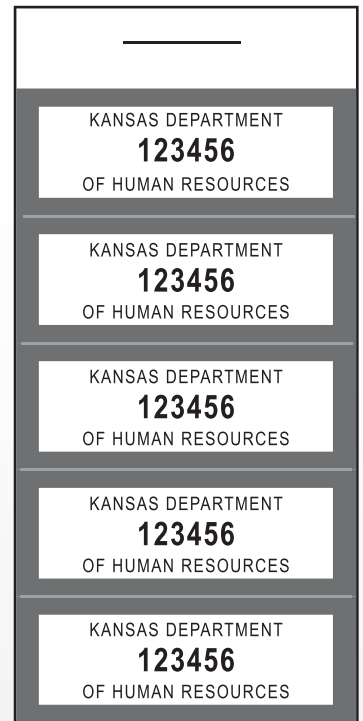 KANSAS DEPARTMENT
123456
OF HUMAN RESOURCES
KANSAS DEPARTMENT
123456
OF HUMAN RESOURCES
KANSAS DEPARTMENT
123456
OF HUMAN RESOURCES
KANSAS DEPARTMENT
123456
OF HUMAN RESOURCES
KANSAS DEPARTMENT
123456
OF HUMAN RESOURCES